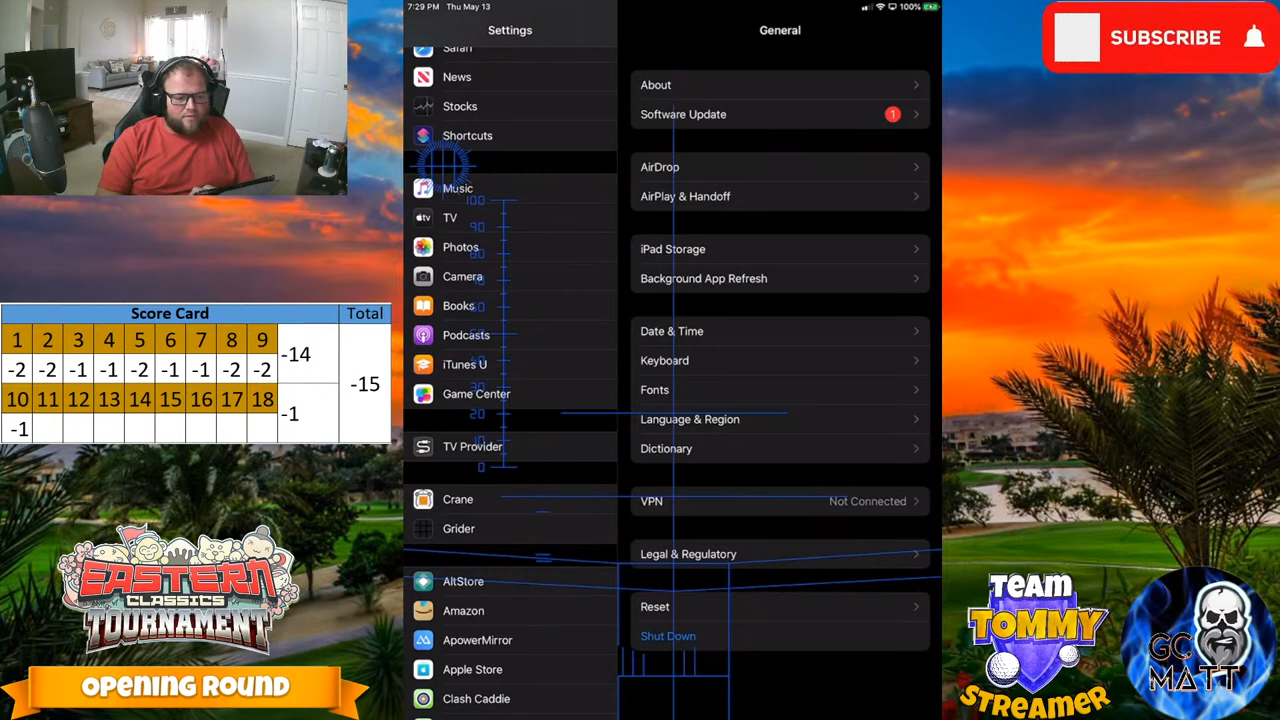 7:29 PM Thu May 13
100%
Settings
General
Safari
News
Stocks
Shortcuts
Music
TV
Photos
Camera
Books
Podcasts
iTunes U
Game Center
TV Provider
Crane
Grider
AltStore
Amazon
ApowerMirror
Apple Store
Clash Caddie
100
90
80
20
0
About
Software Update 1
AirDrop
AirPlay & Handoff
iPad Storage
Background App Refresh
Date & Time
Keyboard
Fonts
Language & Region
Dictionary
VPN Not Connected
Legal & Regulatory
Reset
Shut Down
SUBSCRIBE
Score Card Total
1 2 3 4 5 6 7 8 9 -14
-2 -2 -1 -1 -2 -1 -1 -2 -2 -15
10 11 12 13 14 15 16 17 18 -1
-1
EASTERN
CLASSICS
TOURNAMENT
OPENING ROUND
TEAM
TOMMY
STREAMER
GC
MATT